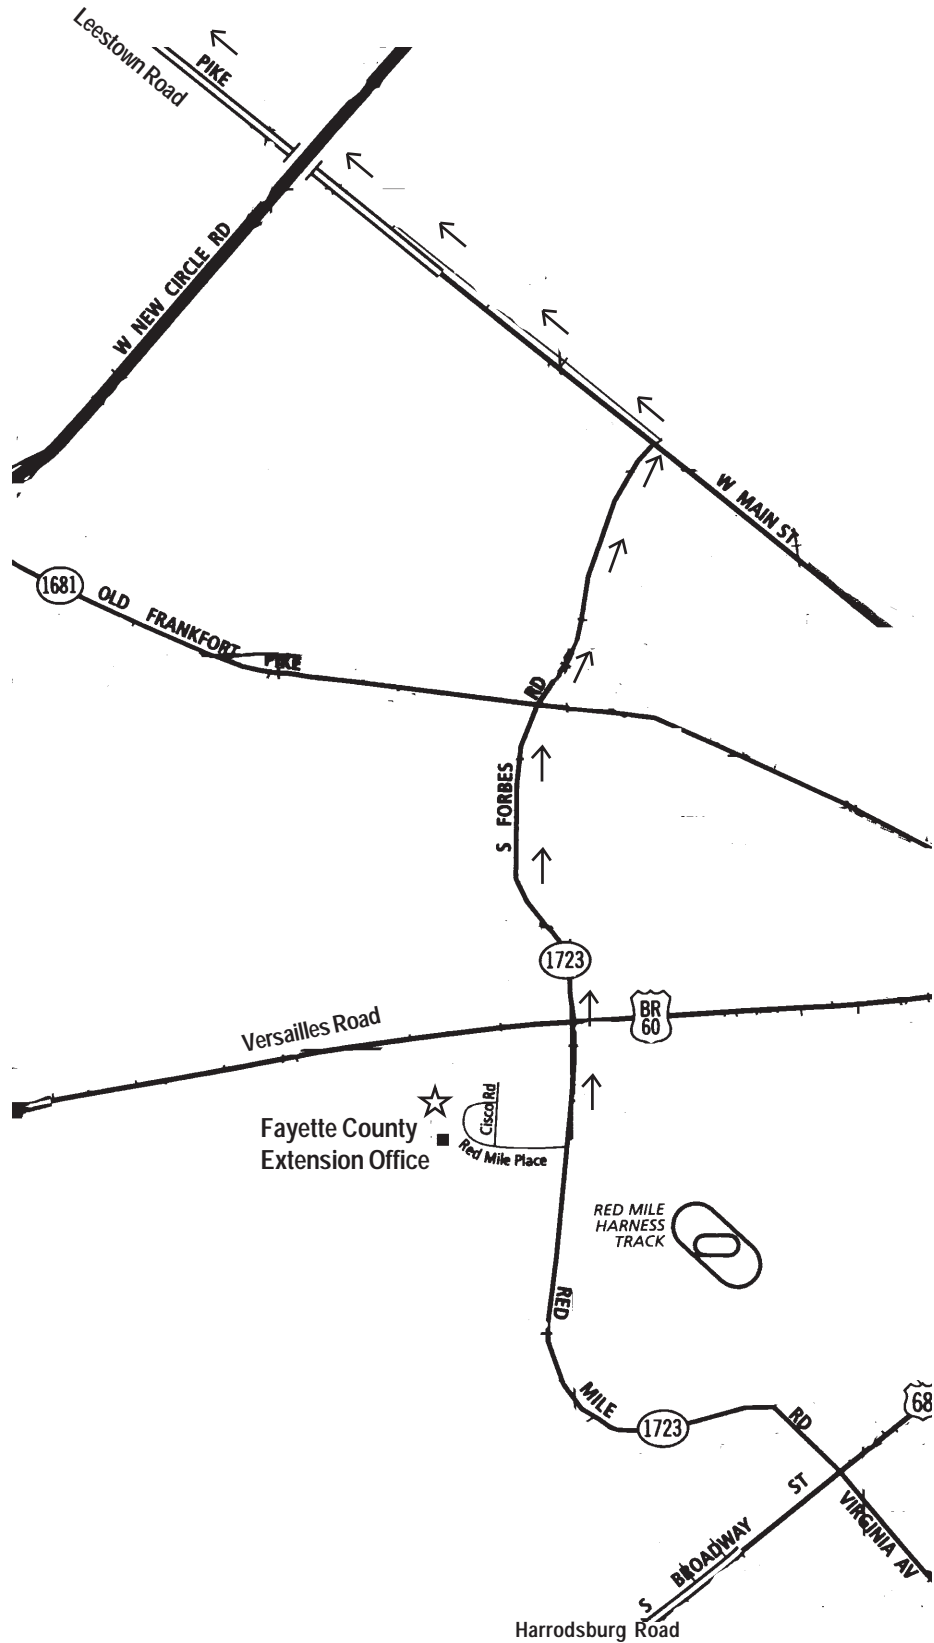 Leestown Road
PIKE
W NEW CIRCLE RD
W MAIN ST
1681
OLD FRANKFORT PIKE
RD
S FORBES
1723
BR
60
Versailles Road
Cisco Rd
Fayette County
Extension Office
Red Mile Place
RED MILE
HARNESS
TRACK
RED
MILE
1723
RD
68
ST
VIRGINIA AV
BROADWAY
S
Harrodsburg Road